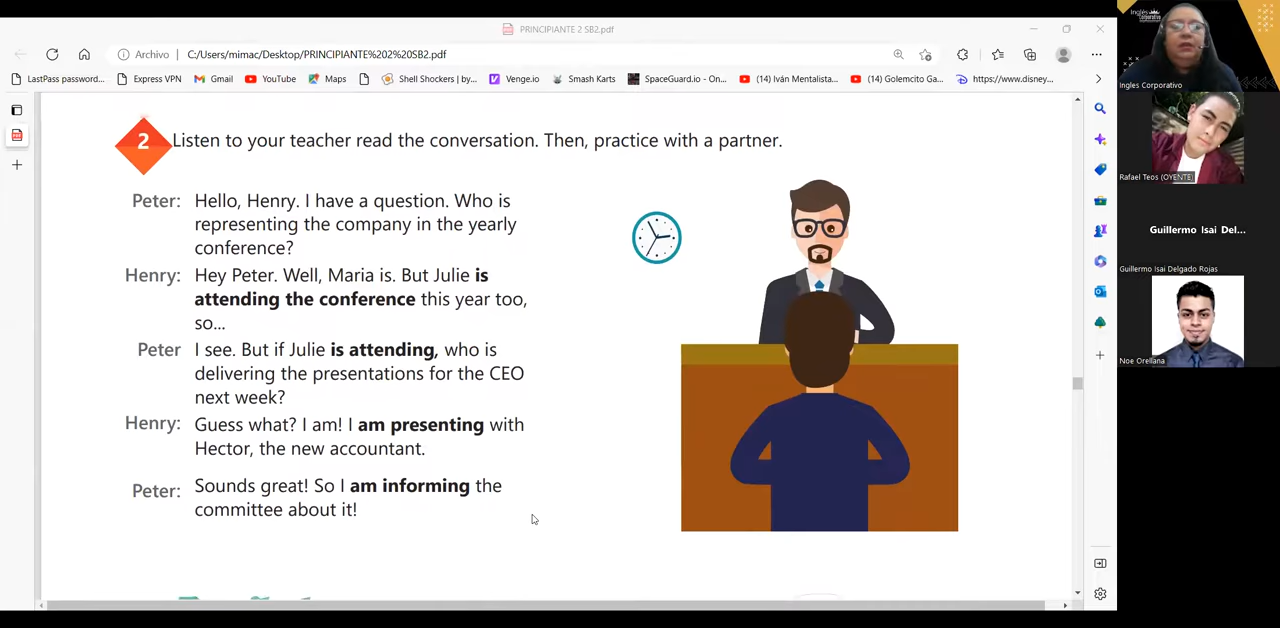 PRINCIPIANTE 2 SB2.pdf
Archivo
C:/Users/mimac/Desktop/PRINCIPIANTE%202%20SB2.pdf
LastPass password...
Express VPN
Gmail
YouTube
Maps
Shell Shockers | by...
Venge.io
Smash Karts
SpaceGuard.io - On...
(14) Iván Mentalista...
(14) Golemcito Ga...
https://www.disney...
2
Listen to your teacher read the conversation. Then, practice with a partner.
Peter: Hello, Henry. I have a question. Who is
representing the company in the yearly
conference?
Henry: Hey Peter. Well, Maria is. But Julie is
attending the conference this year too,
so...
Peter I see. But if Julie is attending, who is
delivering the presentations for the CEO
next week?
Henry: Guess what? I am! I am presenting with
Hector, the new accountant.
Peter: Sounds great! So I am informing the
committee about it!
Inglés
Corporativo
Ingles Corporativo
Rafael Teos (OYENTE)
Guillermo Isai Del...
Guillermo Isai Delgado Rojas
Noe Orellana